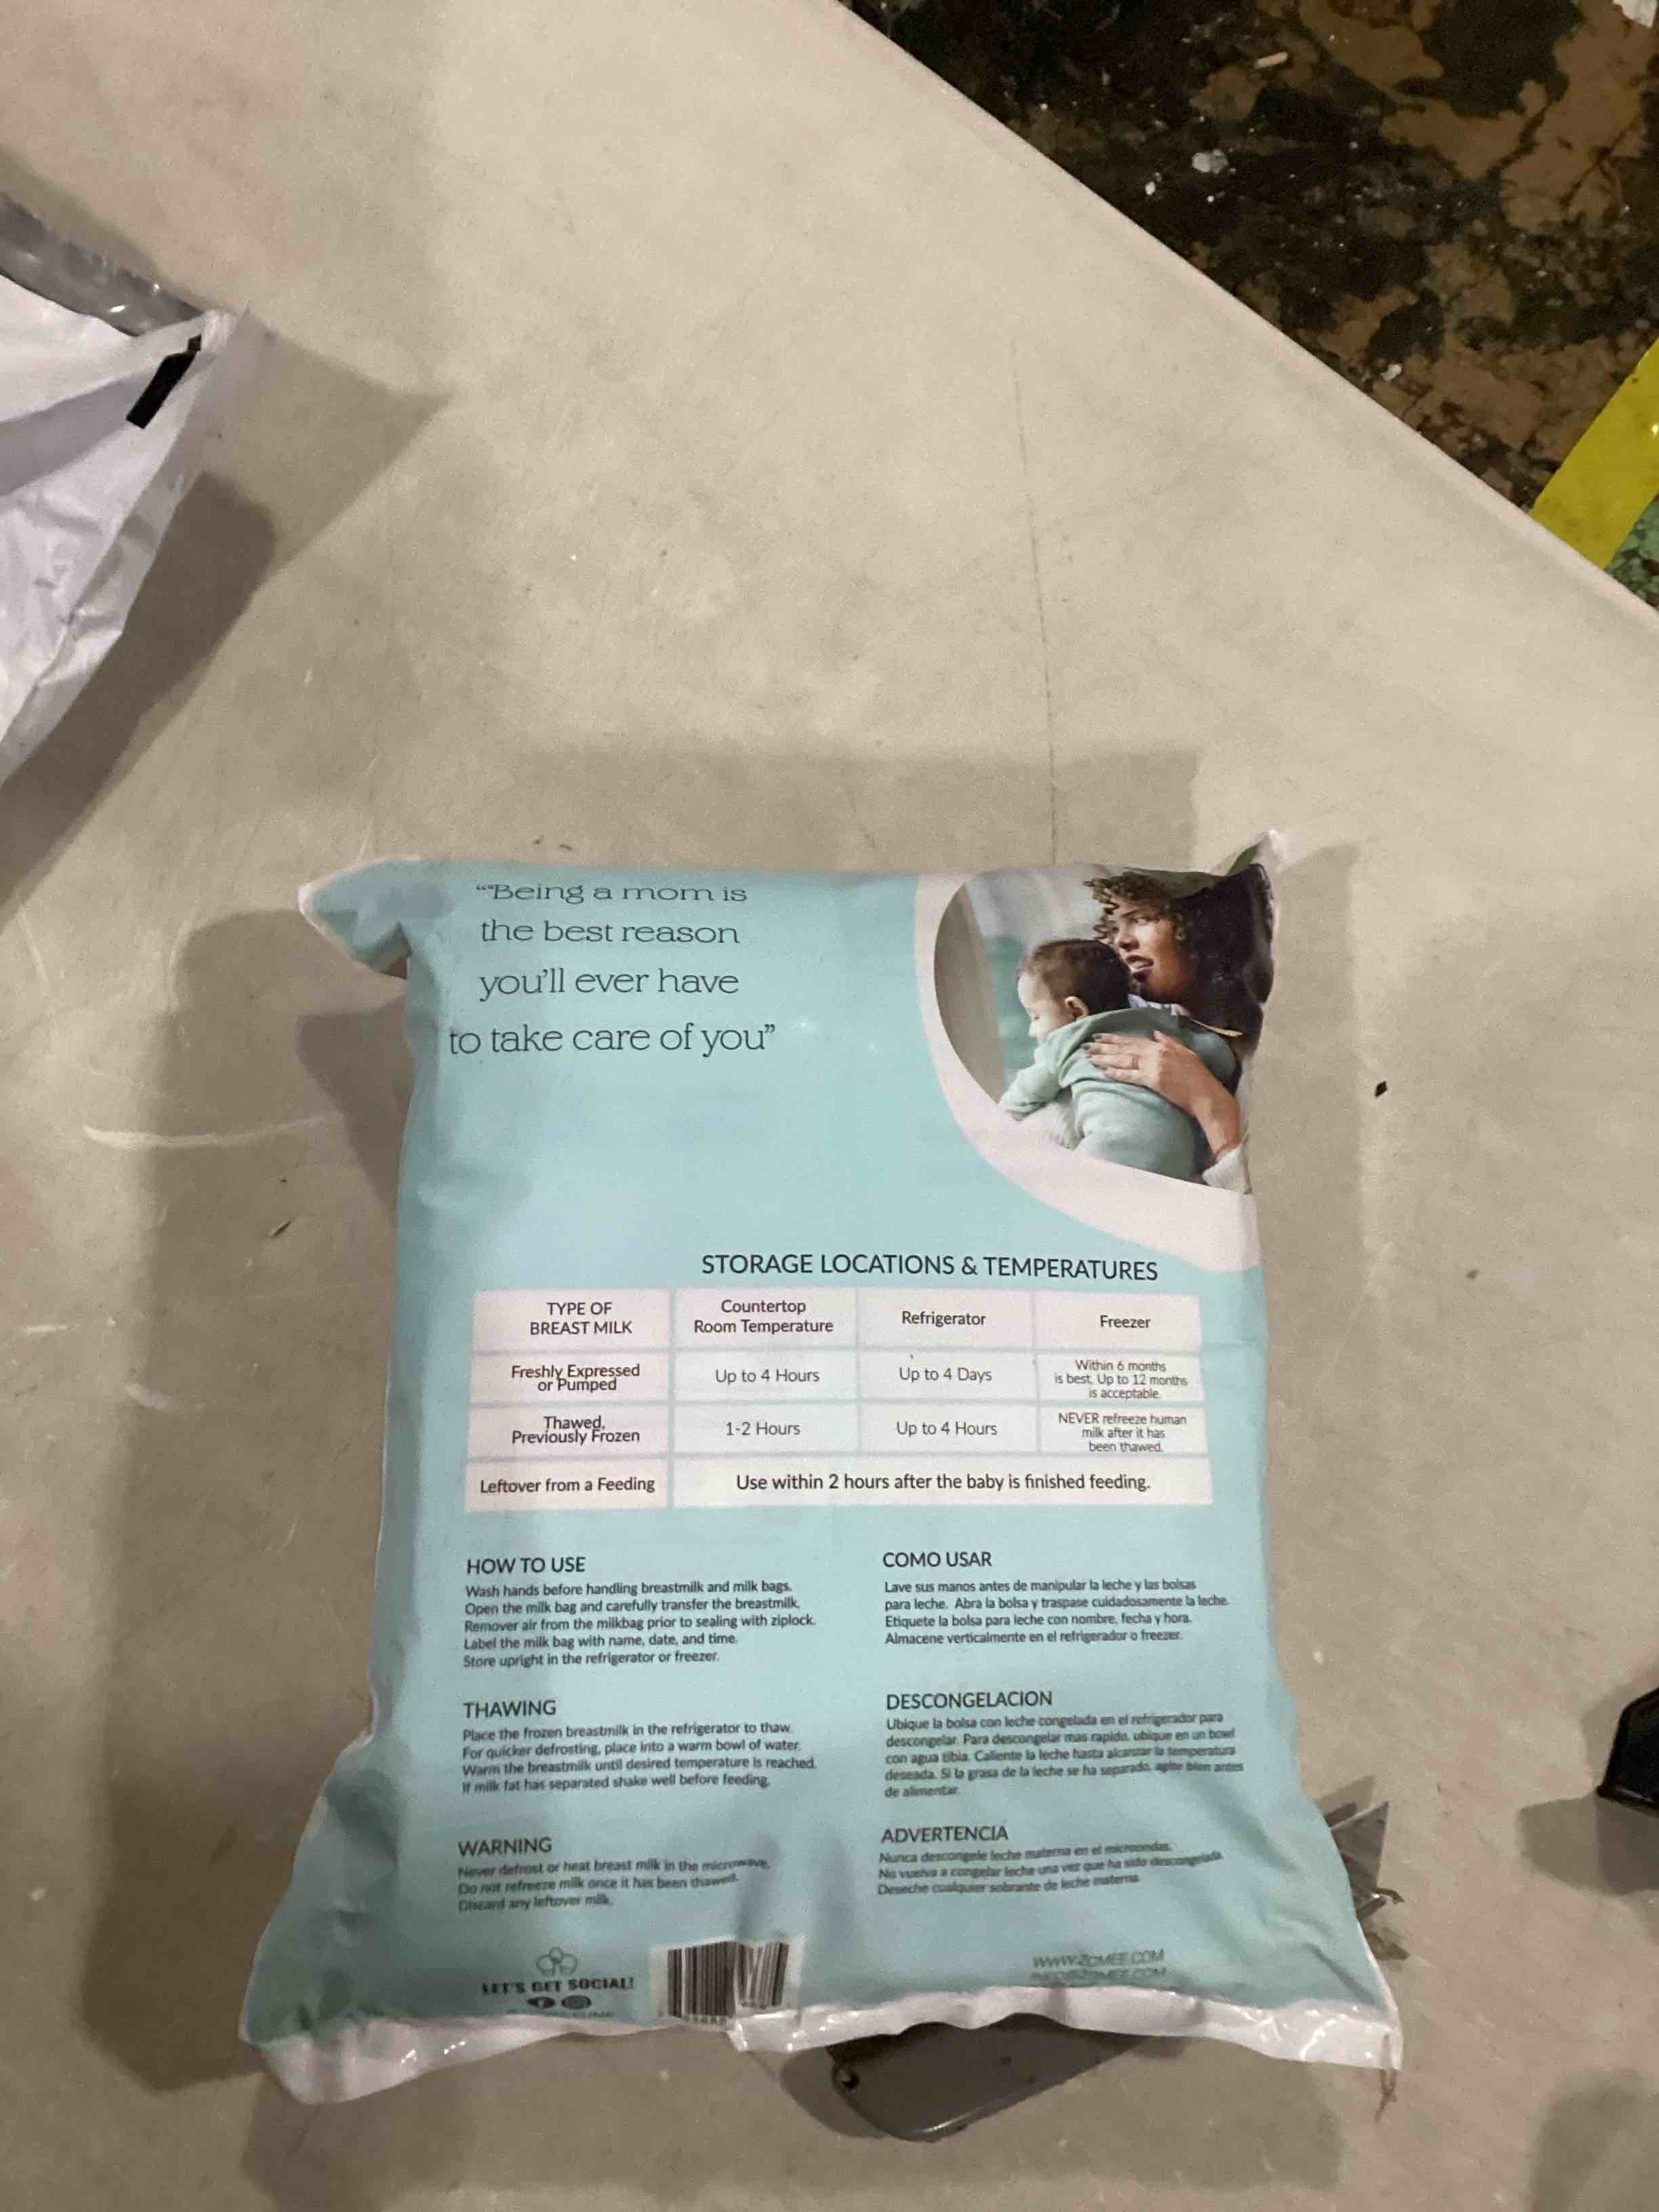 ““Being a mom is
the best reason
you'll ever have
to take care of you”
STORAGE LOCATIONS & TEMPERATURES
TYPE OF
BREAST MILK
Countertop
Room Temperature
Refrigerator
Freezer
Freshly Expressed
or Pumped
Up to 4 Hours
Up to 4 Days
Within 6 months
is best. Up to 12 months
is acceptable.
Thawed,
Previously Frozen
1-2 Hours
Up to 4 Hours
NEVER refreeze human
milk after it has
been thawed.
Leftover from a Feeding
Use within 2 hours after the baby is finished feeding.
HOW TO USE
Wash hands before handling breastmilk and milk bags.
Open the milk bag and carefully transfer the breastmilk.
Remover air from the milkbag prior to sealing with ziplock.
Label the milk bag with name, date, and time.
Store upright in the refrigerator or freezer.
THAWING
Place the frozen breastmilk in the refrigerator to thaw.
For quicker defrosting, place into a warm bowl of water.
Warm the breastmilk until desired temperature is reached.
If milk fat has separated shake well before feeding.
WARNING
Never defrost or heat breast milk in the microwave.
Do not refreeze milk once it has been thawed.
Discard any leftover milk.
COMO USAR
Lave sus manos antes de manipular la leche y las bolsas
para leche. Abra la bolsa y traspase cuidadosamente la leche.
Etiquete la bolsa para leche con nombre, fecha y hora.
Almacene verticalmente en el refrigerador o freezer.
DESCONGELACION
Ubique la bolsa con leche congelada en el refrigerador para
descongelar. Para descongelar mas rapido, ubique en un bowl
con agua tibia. Caliente la leche hasta alcanzar la temperatura
deseada. Si la grasa de la leche se ha separado, agite bien antes
de alimentar.
ADVERTENCIA
Nunca descongele leche materna en el microondas.
No vuelva a congelar leche una vez que ha sido descongelada.
Deseche cualquier sobrante de leche materna.
LET'S GET SOCIAL!
WWW.ZOMEE.COM